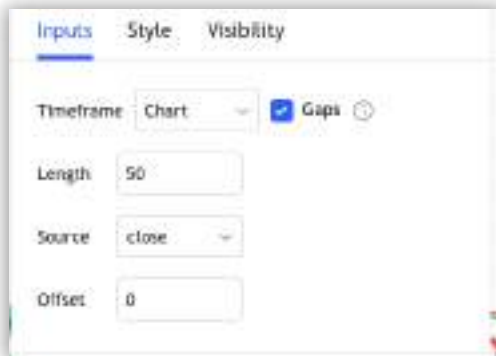 Inputs Style Visibility
Timeframe Chart Gaps
Length 50
Source close
Offset 0